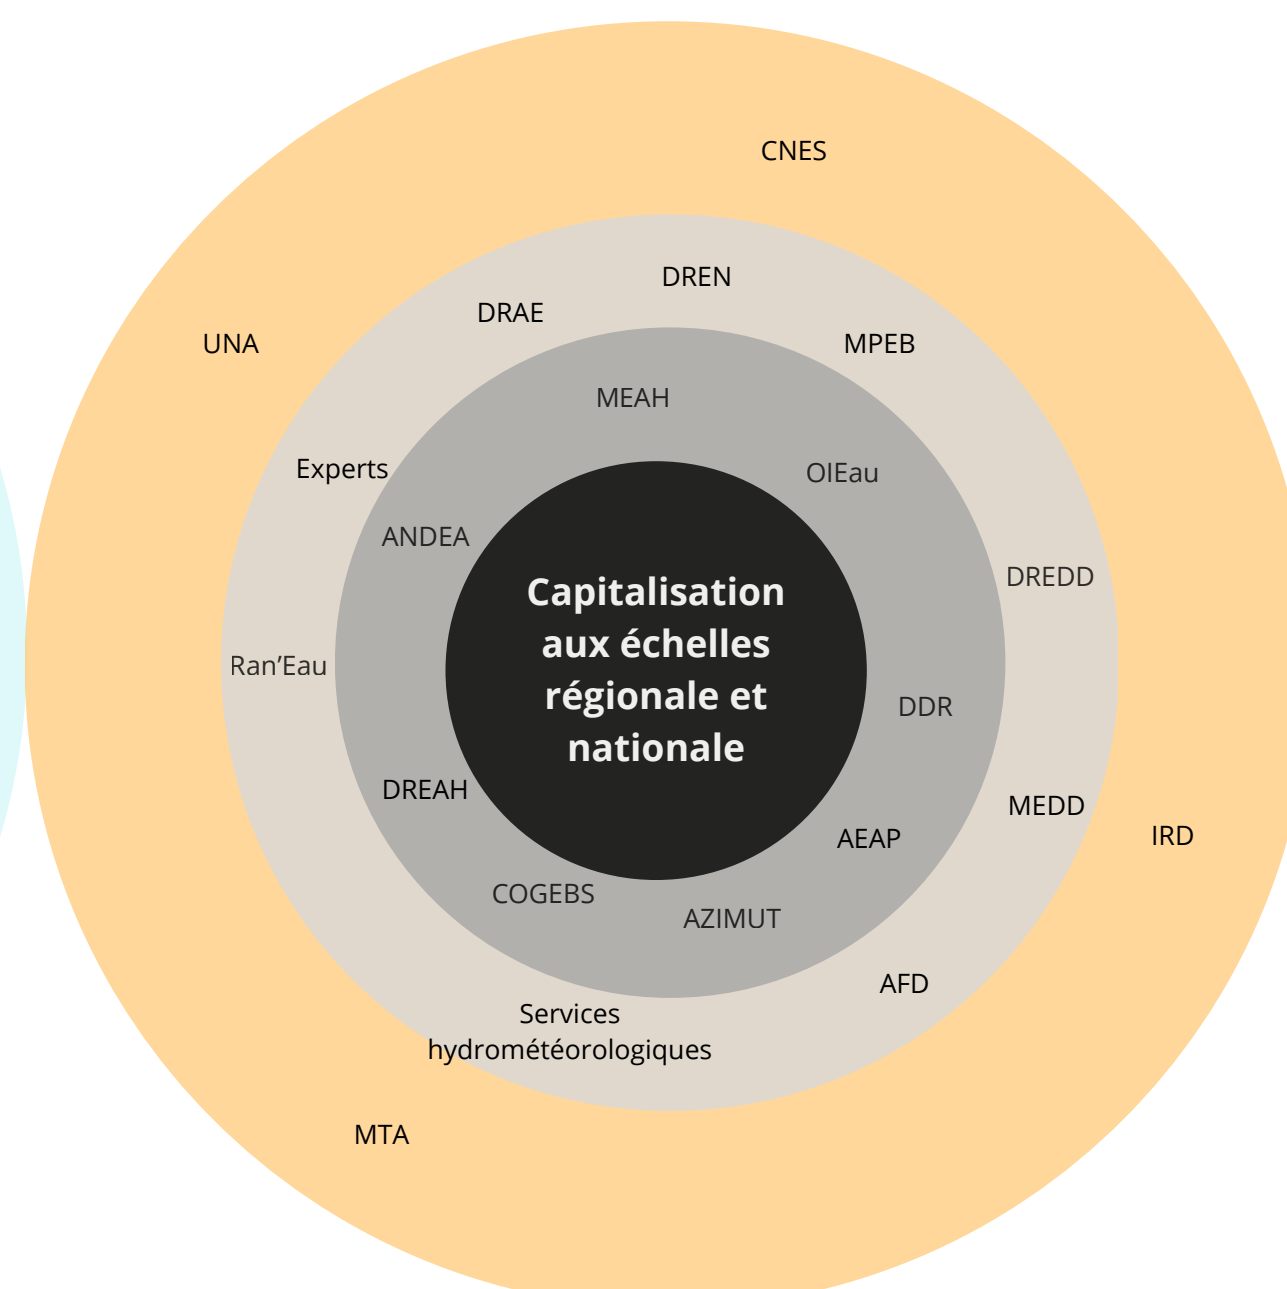 CNES
DREN
DRAE
UNA
MPEB
MEAH
Experts
OIEau
ANDEA
DREDD
Capitalisation
aux échelles
régionale et
nationale
Ran’Eau
DDR
DREAH
MEDD
IRD
AEAP
COGEBS
AZIMUT
AFD
Services
hydrométéorologiques
MTA